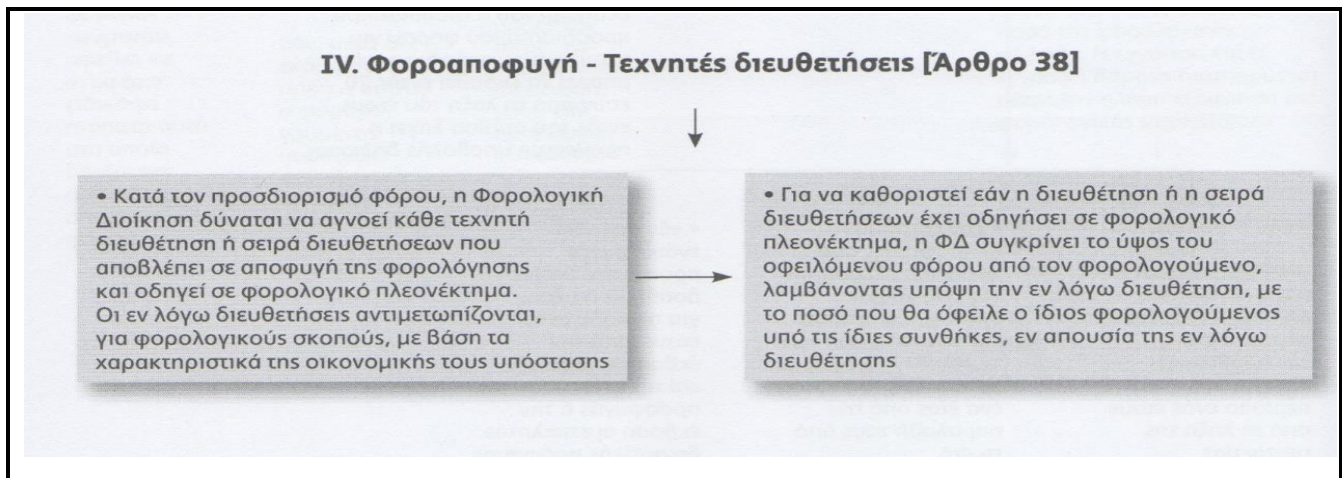 IV. Φοροαποφυγή - Τεχνητές διευθετήσεις [Άρθρο 38]
• Κατά τον προσδιορισμό φόρου, η Φορολογική
Διοίκηση δύναται να αγνοεί κάθε τεχνητή
διευθέτηση ή σειρά διευθετήσεων που
αποβλέπει σε αποφυγή της φορολόγησης
και οδηγεί σε φορολογικό πλεονέκτημα.
Οι εν λόγω διευθετήσεις αντιμετωπίζονται,
για φορολογικούς σκοπούς, με βάση τα
χαρακτηριστικά της οικονομικής τους υπόστασης
• Για να καθοριστεί εάν η διευθέτηση ή η σειρά
διευθετήσεων έχει οδηγήσει σε φορολογικό
πλεονέκτημα, η ΦΔ συγκρίνει το ύψος του
οφειλόμενου φόρου από τον φορολογούμενο,
λαμβάνοντας υπόψη την εν λόγω διευθέτηση, με
το ποσό που θα όφειλε ο ίδιος φορολογούμενος
υπό τις ίδιες συνθήκες, εν απουσία της εν λόγω
διευθέτησης